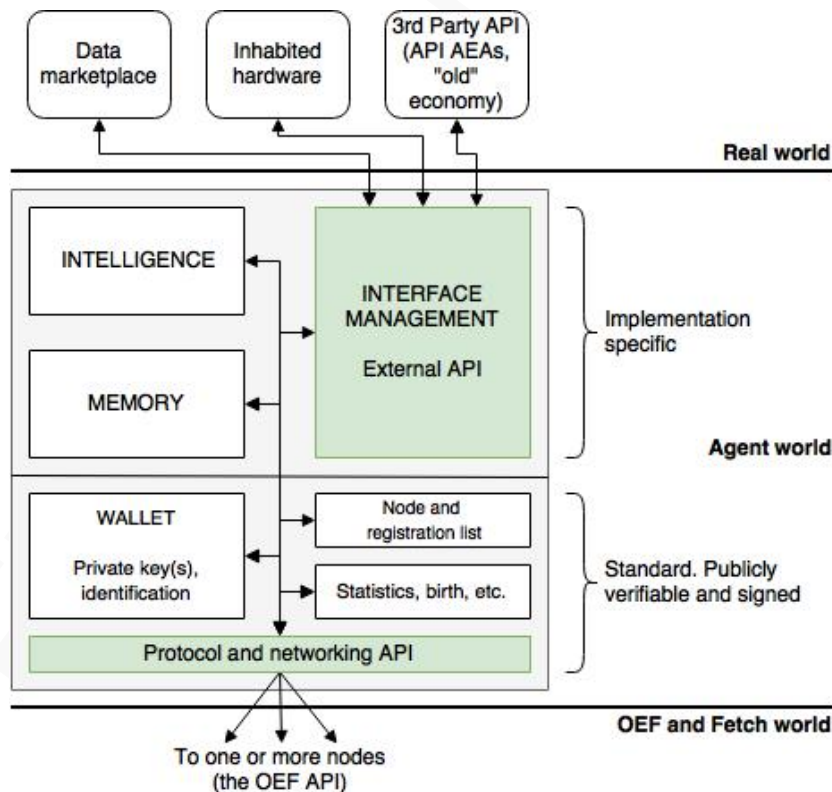 Data
marketplace
Inhabited
hardware
3rd Party API
(API AEAs,
"old"
economy)
Real world
INTELLIGENCE
INTERFACE
MANAGEMENT
External API
MEMORY
Implementation
specific
Agent world
WALLET
Private key(s),
identification
Node and
registration list
Statistics, birth, etc.
Standard. Publicly
verifiable and signed
Protocol and networking API
OEF and Fetch world
To one or more nodes
(the OEF API)